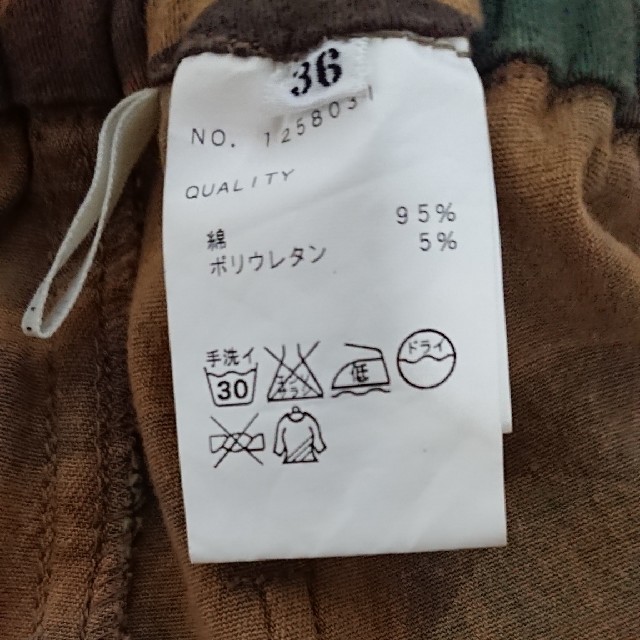 36
NO. 1258031
QUALITY
綿 95%
ポリウレタン 5%
手洗イ 30
低
ドライ